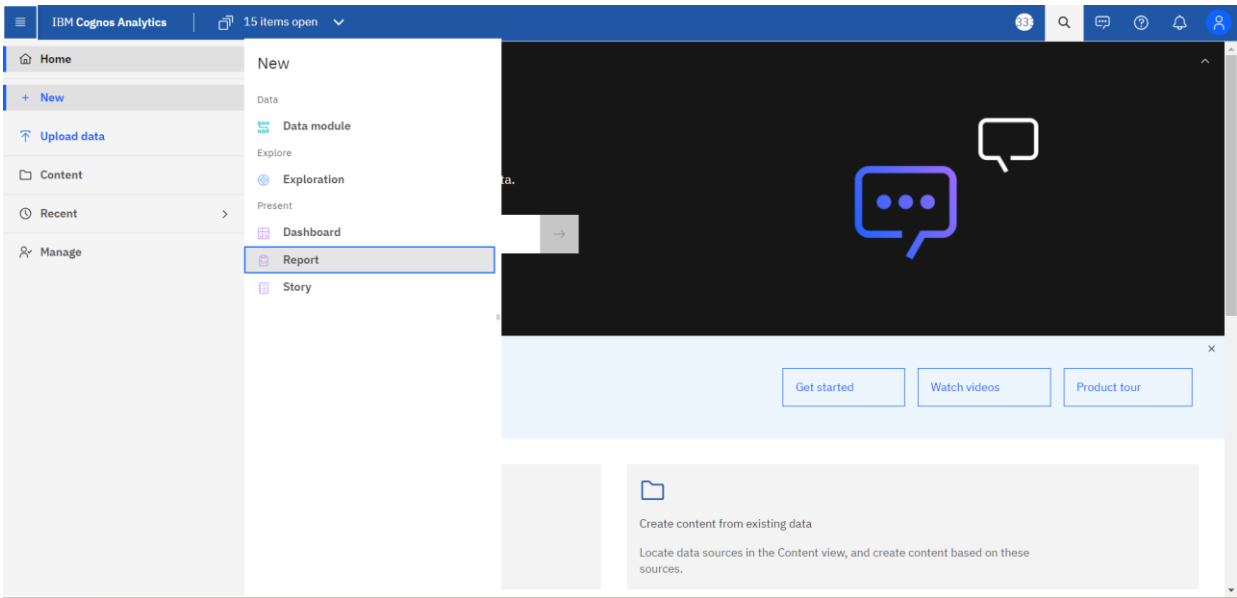 IBM Cognos Analytics
15 items open
Home
New
Upload data
Content
Recent
Manage
New
Data
Data module
Explore
Exploration
Present
Dashboard
Report
Story
ta.
Get started
Watch videos
Product tour
Create content from existing data
Locate data sources in the Content view, and create content based on these
sources.